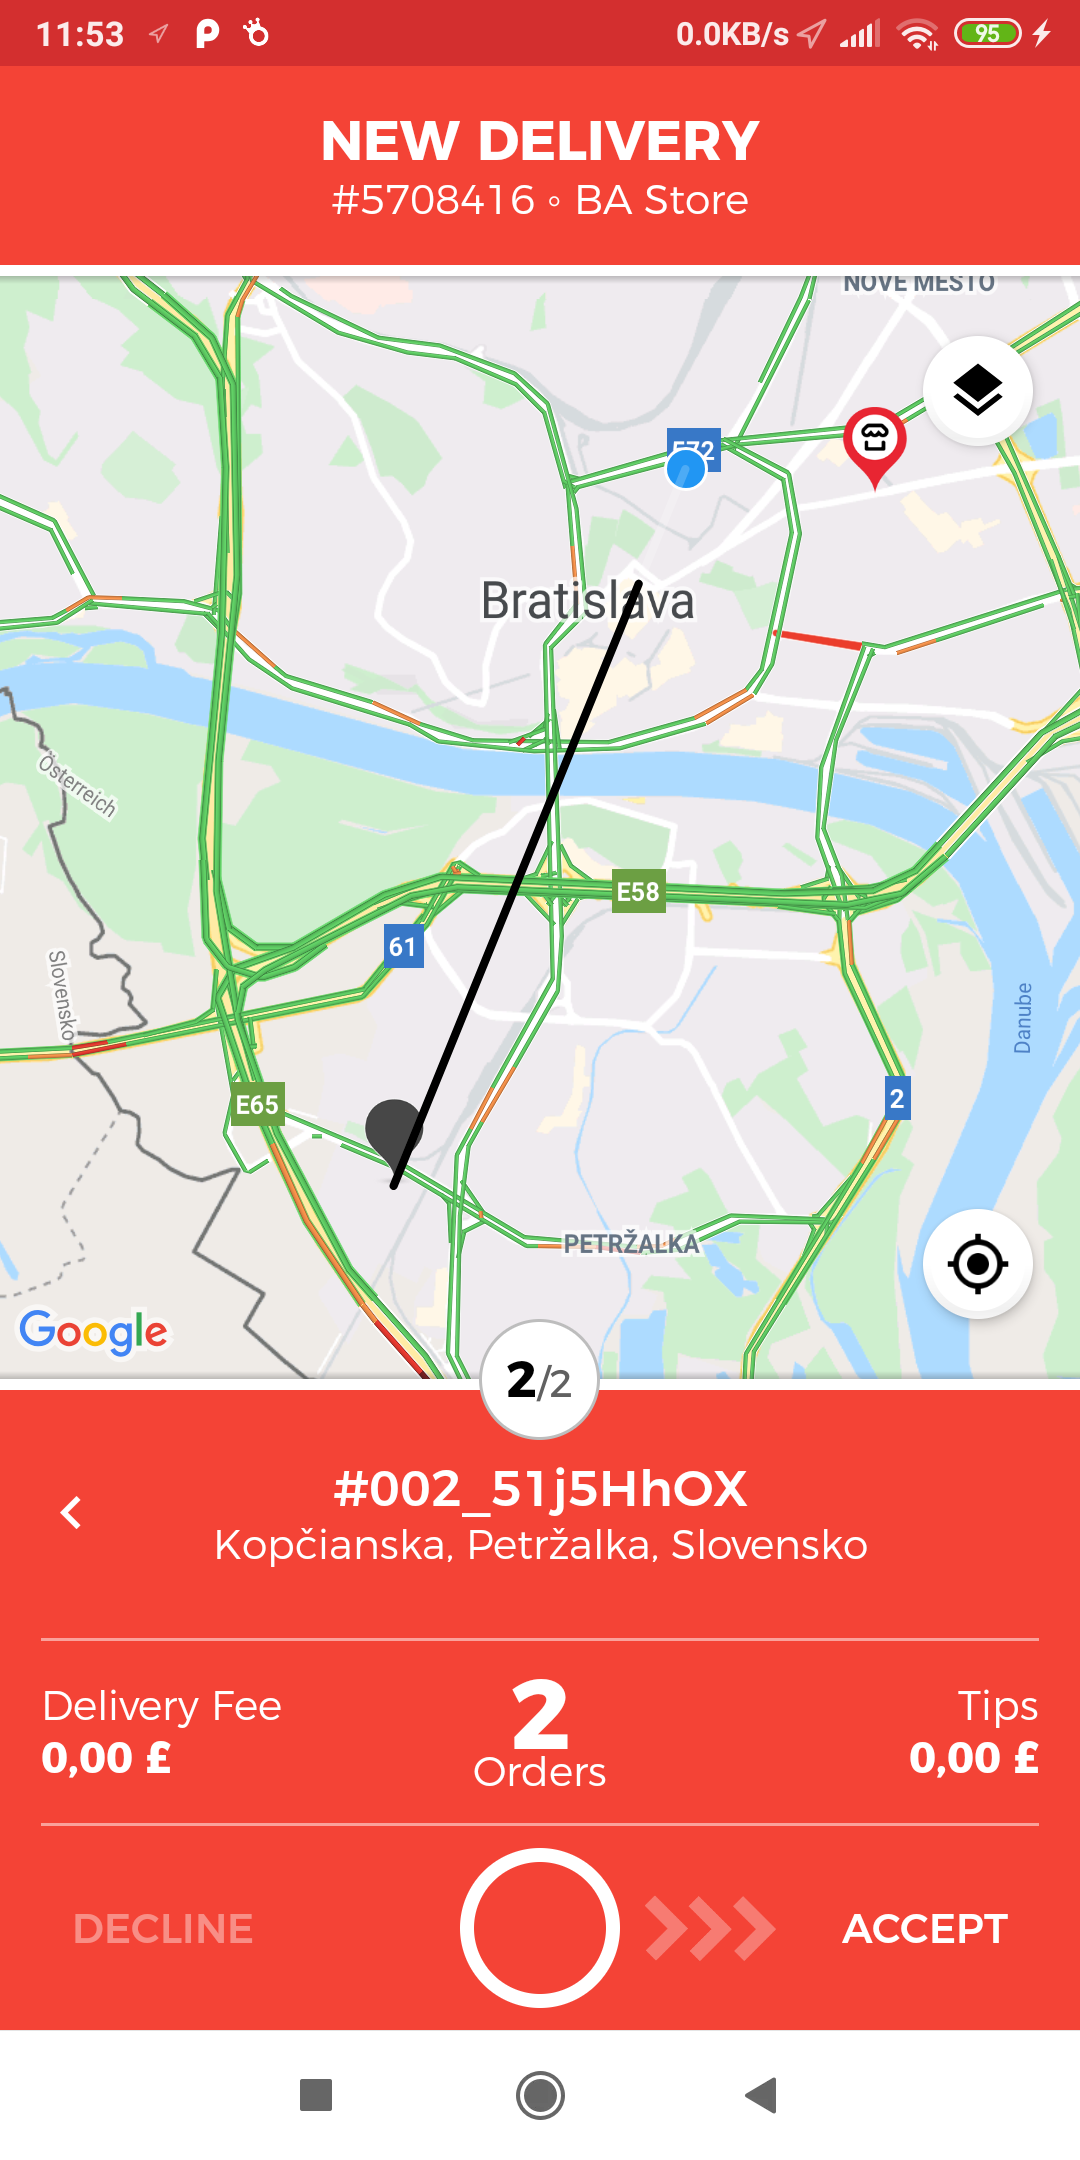 11:53
0.0KB/s
95
NEW DELIVERY
#5708416 ◦ BA Store
NOVÉ MESTO
572
Bratislava
Österreich
E58
61
Slovensko
Danube
E65
2
PETRŽALKA
Google
2/2
#002_51j5HhOX
Kopčianska, Petržalka, Slovensko
Delivery Fee
0,00 £
2
Orders
Tips
0,00 £
DECLINE
ACCEPT